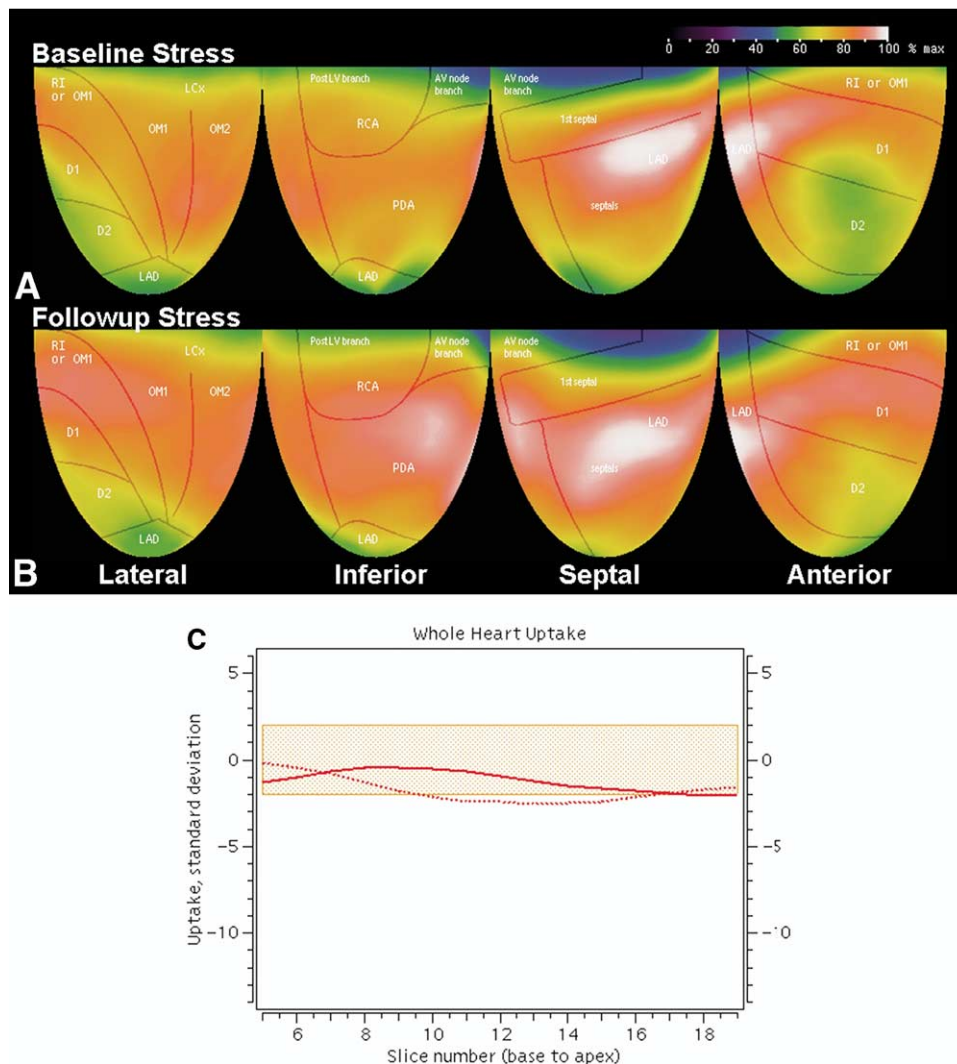 Baseline Stress
0 20 40 60 80 100 % max
RI
or OM1
LCx
OM1
OM2
D1
D2
LAD
Post LV branch
AV node
branch
RCA
PDA
LAD
AV node
branch
1st septal
LAD
septals
RI or OM1
LAD
D1
D2
A
Followup Stress
RI
or OM1
LCx
OM1
OM2
D1
D2
LAD
Post LV branch
AV node
branch
RCA
PDA
LAD
AV node
branch
1st septal
LAD
septals
RI or OM1
LAD
D1
D2
B
Lateral
Inferior
Septal
Anterior
C
Whole Heart Uptake
Uptake, standard deviation
5
0
-5
-10
5
0
-5
-10
6 8 10 12 14 16 18
Slice number (base to apex)